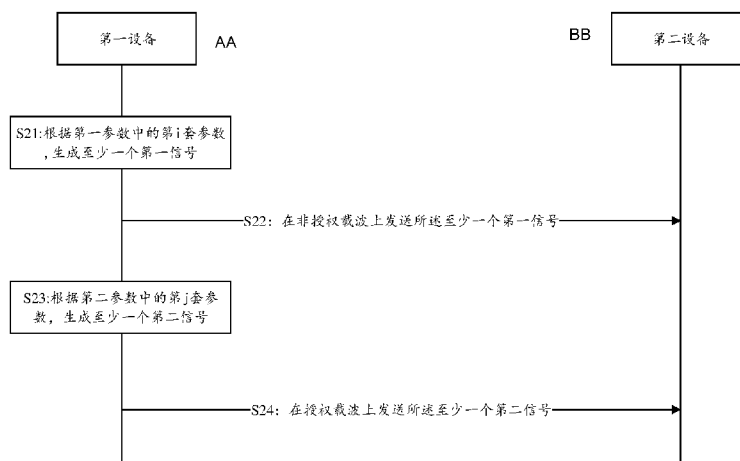 第一设备
AA
BB
第二设备
S21:根据第一参数中的第i套参数
,生成至少一个第一信号
S22：在非授权载波上发送所述至少一个第一信号
S23:根据第二参数中的第j套参
数，生成至少一个第二信号
S24：在授权载波上发送所述至少一个第二信号